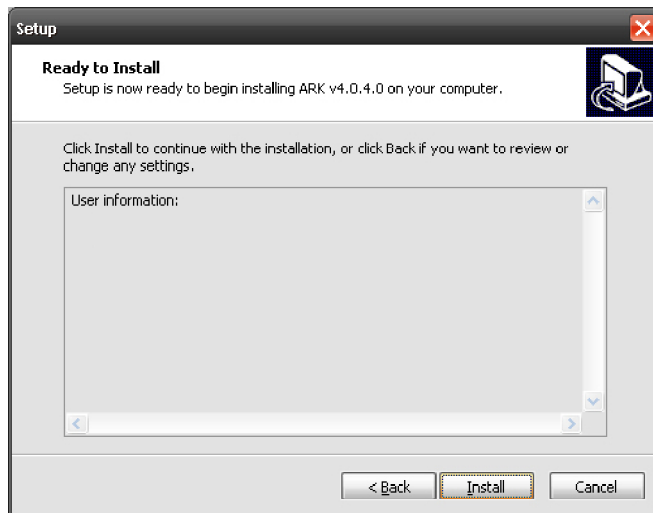 Setup
Ready to Install
Setup is now ready to begin installing ARK v4.0.4.0 on your computer.
Click Install to continue with the installation, or click Back if you want to review or
change any settings.
User information:
< Back
Install
Cancel